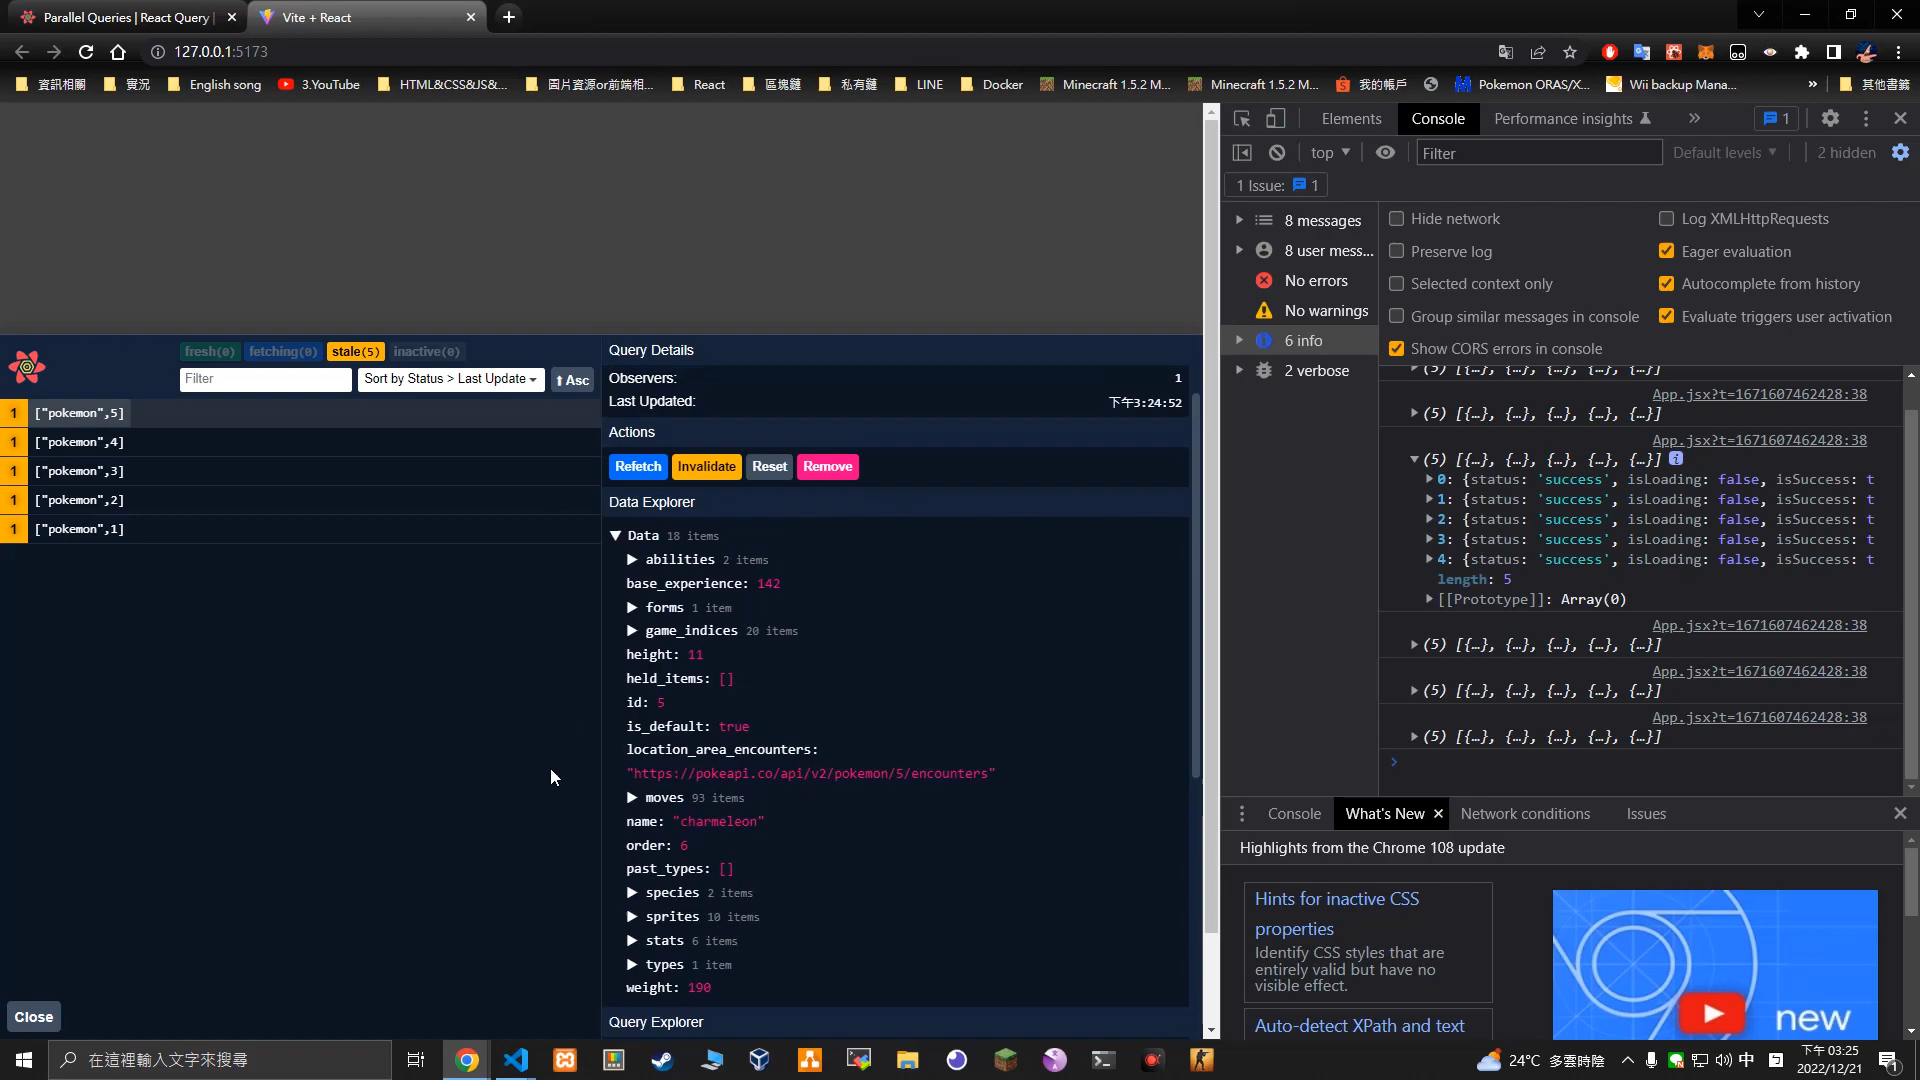 Parallel Queries | React Query |
Vite + React
127.0.0.1:5173
資訊相關
實況
English song
3.YouTube
HTML&CSS&JS&...
圖片資源or前端相...
React
區塊鏈
私有鏈
LINE
Docker
Minecraft 1.5.2 M...
Minecraft 1.5.2 M...
我的帳戶
Pokemon ORAS/X...
Wii backup Mana...
»
其他書籤
fresh(0) fetching(0) stale(5) inactive(0)
Filter
Sort by Status > Last Update
Asc
1 ["pokemon",5]
1 ["pokemon",4]
1 ["pokemon",3]
1 ["pokemon",2]
1 ["pokemon",1]
Close
Query Details
Observers: 1
Last Updated: 下午3:24:52
Actions
Refetch Invalidate Reset Remove
Data Explorer
Data 18 items
abilities 2 items
base_experience: 142
forms 1 item
game_indices 20 items
height: 11
held_items: []
id: 5
is_default: true
location_area_encounters:
"https://pokeapi.co/api/v2/pokemon/5/encounters"
moves 93 items
name: "charmeleon"
order: 6
past_types: []
species 2 items
sprites 10 items
stats 6 items
types 1 item
weight: 190
Query Explorer
Elements Console Performance insights » 1
top Filter Default levels 2 hidden
1 Issue: 1
8 messages
8 user mess...
No errors
No warnings
6 info
2 verbose
Hide network
Log XMLHttpRequests
Preserve log
Eager evaluation
Selected context only
Autocomplete from history
Group similar messages in console
Evaluate triggers user activation
Show CORS errors in console
(5) [{…}, {…}, {…}, {…}, {…}]
App.jsx?t=1671607462428:38
(5) [{…}, {…}, {…}, {…}, {…}]
App.jsx?t=1671607462428:38
(5) [{…}, {…}, {…}, {…}, {…}] i
0: {status: 'success', isLoading: false, isSuccess: t
1: {status: 'success', isLoading: false, isSuccess: t
2: {status: 'success', isLoading: false, isSuccess: t
3: {status: 'success', isLoading: false, isSuccess: t
4: {status: 'success', isLoading: false, isSuccess: t
length: 5
[[Prototype]]: Array(0)
App.jsx?t=1671607462428:38
(5) [{…}, {…}, {…}, {…}, {…}]
App.jsx?t=1671607462428:38
(5) [{…}, {…}, {…}, {…}, {…}]
App.jsx?t=1671607462428:38
(5) [{…}, {…}, {…}, {…}, {…}]
Console What's New Network conditions Issues
Highlights from the Chrome 108 update
Hints for inactive CSS
properties
Identify CSS styles that are
entirely valid but have no
visible effect.
Auto-detect XPath and text
new
在這裡輸入文字來搜尋
24°C 多雲時陰
中
下午 03:25
2022/12/21
1